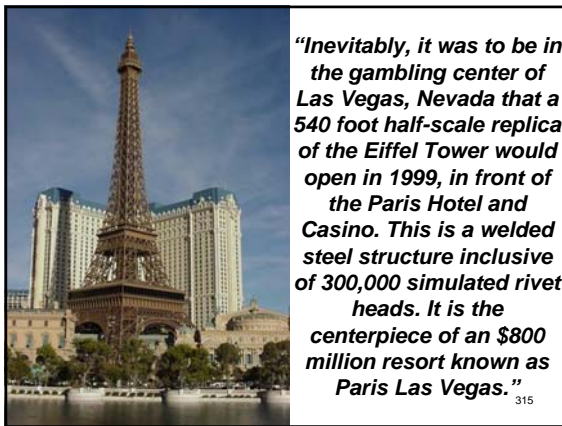 “Inevitably, it was to be in
the gambling center of
Las Vegas, Nevada that a
540 foot half-scale replica
of the Eiffel Tower would
open in 1999, in front of
the Paris Hotel and
Casino. This is a welded
steel structure inclusive
of 300,000 simulated rivet
heads. It is the
centerpiece of an $800
million resort known as
Paris Las Vegas.”
315